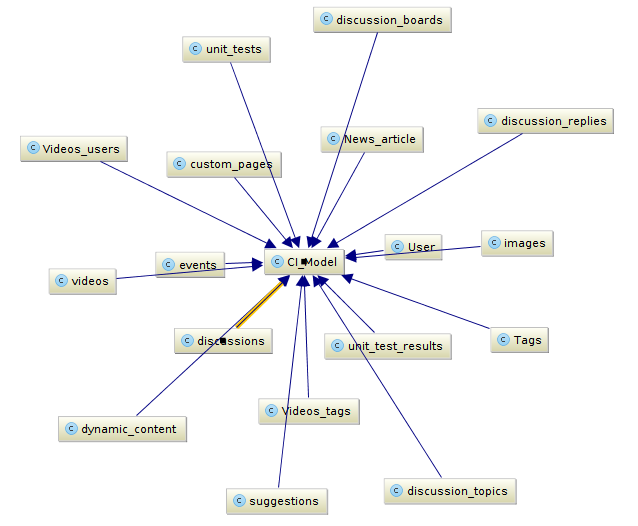 C discussion_boards
C unit_tests
C discussion_replies
C News_article
C Videos_users
C custom_pages
C User
C images
C CI_Model
C events
C videos
C discussions
C unit_test_results
C Tags
C Videos_tags
C dynamic_content
C discussion_topics
C suggestions